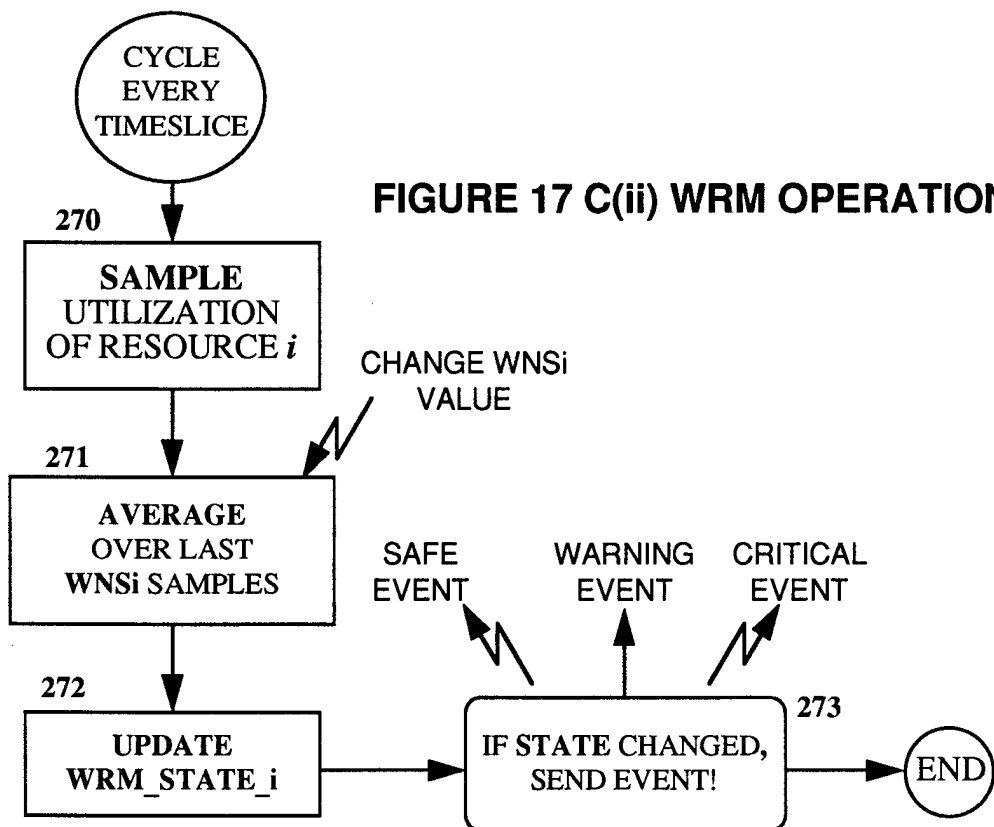 CYCLE
EVERY
TIMESLICE
FIGURE 17 C(ii) WRM OPERATION
270
SAMPLE
UTILIZATION
OF RESOURCE i
CHANGE WNSi
VALUE
271
AVERAGE
OVER LAST
WNSi SAMPLES
SAFE
EVENT
WARNING
EVENT
CRITICAL
EVENT
272
UPDATE
WRM_STATE_i
273
IF STATE CHANGED,
SEND EVENT!
END